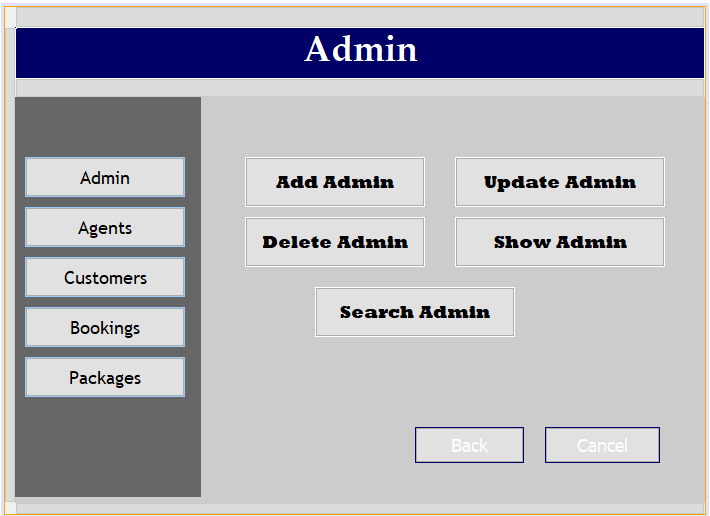 Admin
Admin
Agents
Customers
Bookings
Packages
Add Admin
Update Admin
Delete Admin
Show Admin
Search Admin
Back
Cancel